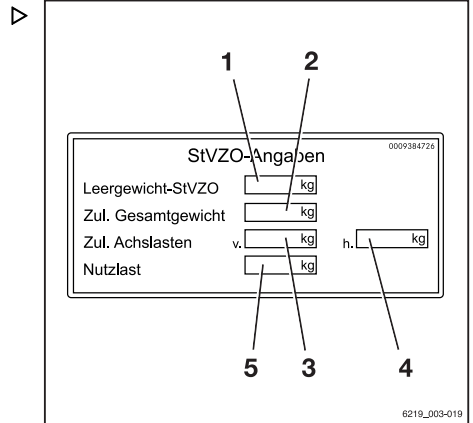 1 2
0009384726
StVZO-Angaben
Leergewicht-StVZO kg
Zul. Gesamtgewicht kg
Zul. Achslasten v. kg h. kg
Nutzlast kg
5 3 4
6219_003-019